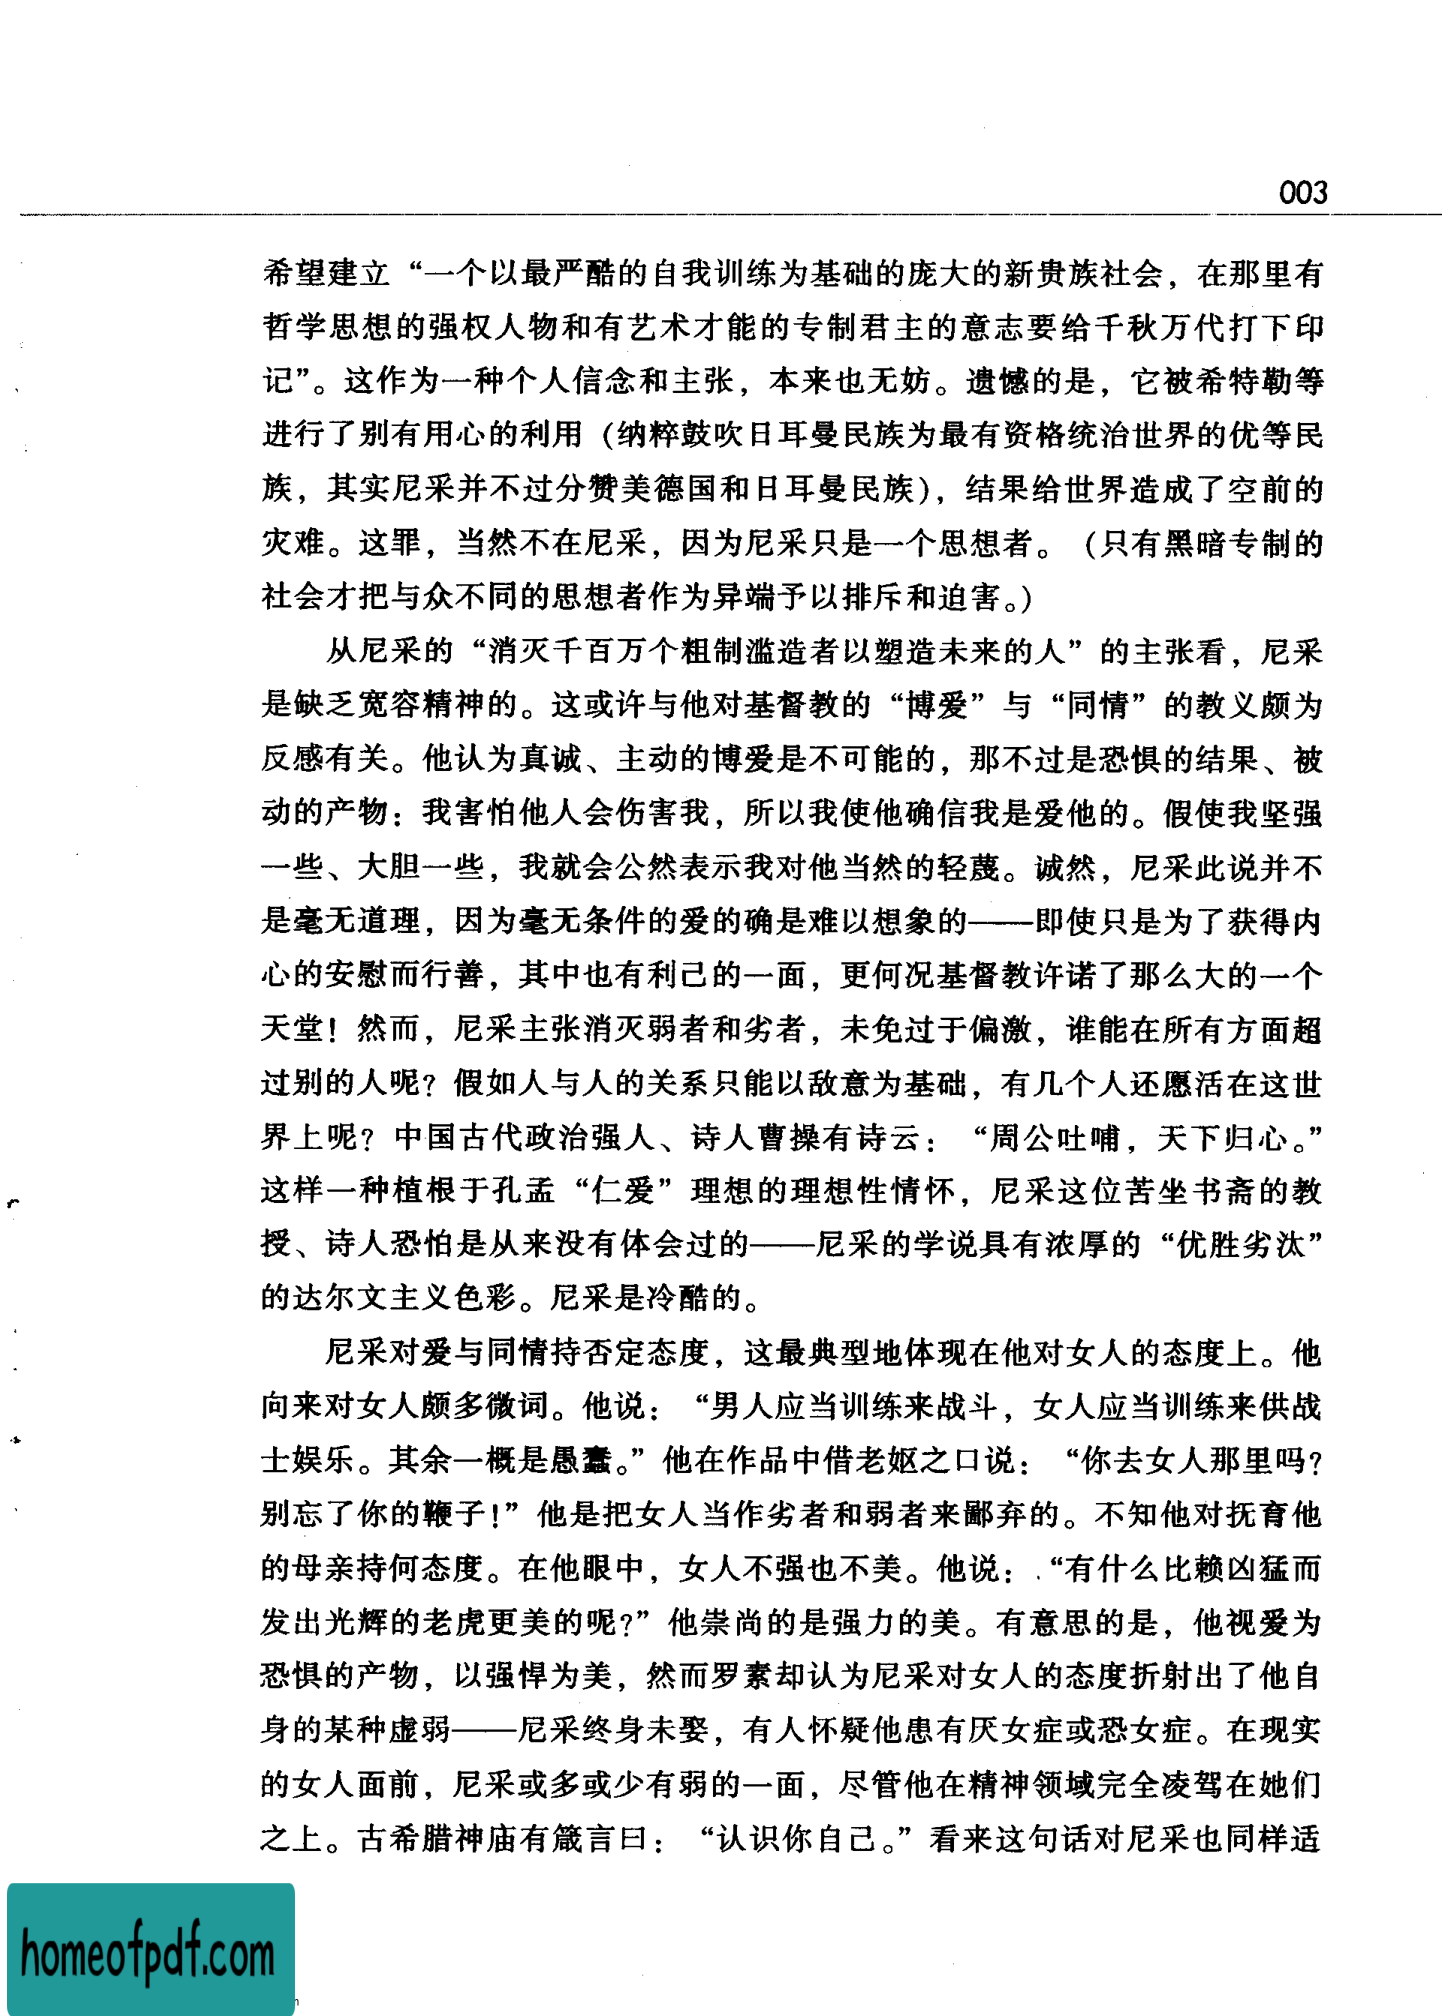 003
希望建立“一个以最严酷的自我训练为基础的庞大的新贵族社会，在那里有
哲学思想的强权人物和有艺术才能的专制君主的意志要给千秋万代打下印
记”。这作为一种个人信念和主张，本来也无妨。遗憾的是，它被希特勒等
进行了别有用心的利用（纳粹鼓吹日耳曼民族为最有资格统治世界的优等民
族，其实尼采并不过分赞美德国和日耳曼民族），结果给世界造成了空前的
灾难。这罪，当然不在尼采，因为尼采只是一个思想者。（只有黑暗专制的
社会才把与众不同的思想者作为异端予以排斥和迫害。）
从尼采的“消灭千百万个粗制滥造者以塑造未来的人”的主张看，尼采
是缺乏宽容精神的。这或许与他对基督教的“博爱”与“同情”的教义颇为
反感有关。他认为真诚、主动的博爱是不可能的，那不过是恐惧的结果、被
动的产物：我害怕他人会伤害我，所以我使他确信我是爱他的。假使我坚强
一些、大胆一些，我就会公然表示我对他当然的轻蔑。诚然，尼采此说并不
是毫无道理，因为毫无条件的爱的确是难以想象的——即使只是为了获得内
心的安慰而行善，其中也有利己的一面，更何况基督教许诺了那么大的一个
天堂！然而，尼采主张消灭弱者和劣者，未免过于偏激，谁能在所有方面超
过别的人呢？假如人与人的关系只能以敌意为基础，有几个人还愿活在这世
界上呢？中国古代政治强人、诗人曹操有诗云：“周公吐哺，天下归心。”
这样一种植根于孔孟“仁爱”理想的理想性情怀，尼采这位苦坐书斋的教
授、诗人恐怕是从来没有体会过的——尼采的学说具有浓厚的“优胜劣汰”
的达尔文主义色彩。尼采是冷酷的。
尼采对爱与同情持否定态度，这最典型地体现在他对女人的态度上。他
向来对女人颇多微词。他说：“男人应当训练来战斗，女人应当训练来供战
士娱乐。其余一概是愚蠢。”他在作品中借老妪之口说：“你去女人那里吗？
别忘了你的鞭子！”他是把女人当作劣者和弱者来鄙弃的。不知他对抚育他
的母亲持何态度。在他眼中，女人不强也不美。他说：“有什么比赖凶猛而
发出光辉的老虎更美的呢？”他崇尚的是强力的美。有意思的是，他视爱为
恐惧的产物，以强悍为美，然而罗素却认为尼采对女人的态度折射出了他自
身的某种虚弱——尼采终身未娶，有人怀疑他患有厌女症或恐女症。在现实
的女人面前，尼采或多或少有弱的一面，尽管他在精神领域完全凌驾在她们
之上。古希腊神庙有箴言曰：“认识你自己。”看来这句话对尼采也同样适
homeofpdf.com